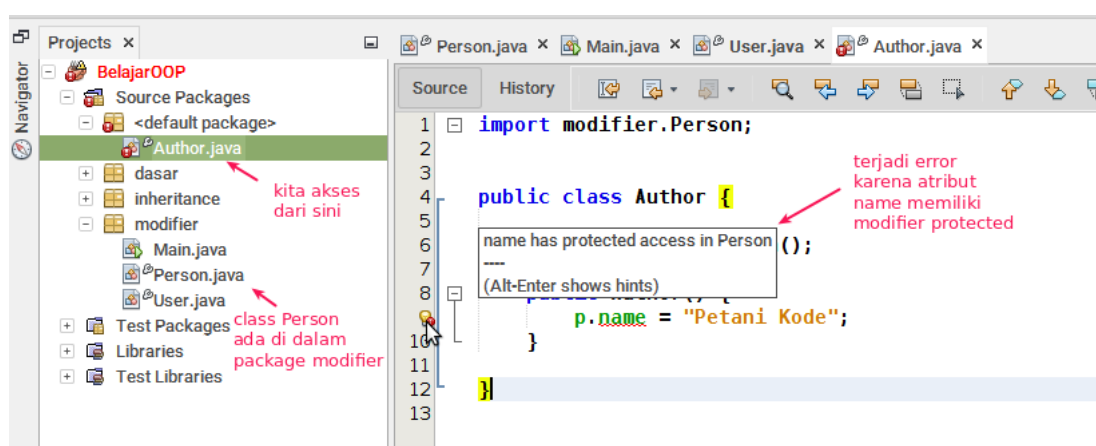 Projects
Navigator
BelajarOOP
Source Packages
<default package>
Author.java
dasar
inheritance
modifier
Main.java
Person.java
User.java
Test Packages
Libraries
Test Libraries
kita akses
dari sini
class Person
ada di dalam
package modifier
Person.java Main.java User.java Author.java
Source History
1 import modifier.Person;
2
3
4 public class Author {
5
6 ();
name has protected access in Person
----
(Alt-Enter shows hints)
7
8
p.name = "Petani Kode";
10 }
11
12 }
13
terjadi error
karena atribut
name memiliki
modifier protected